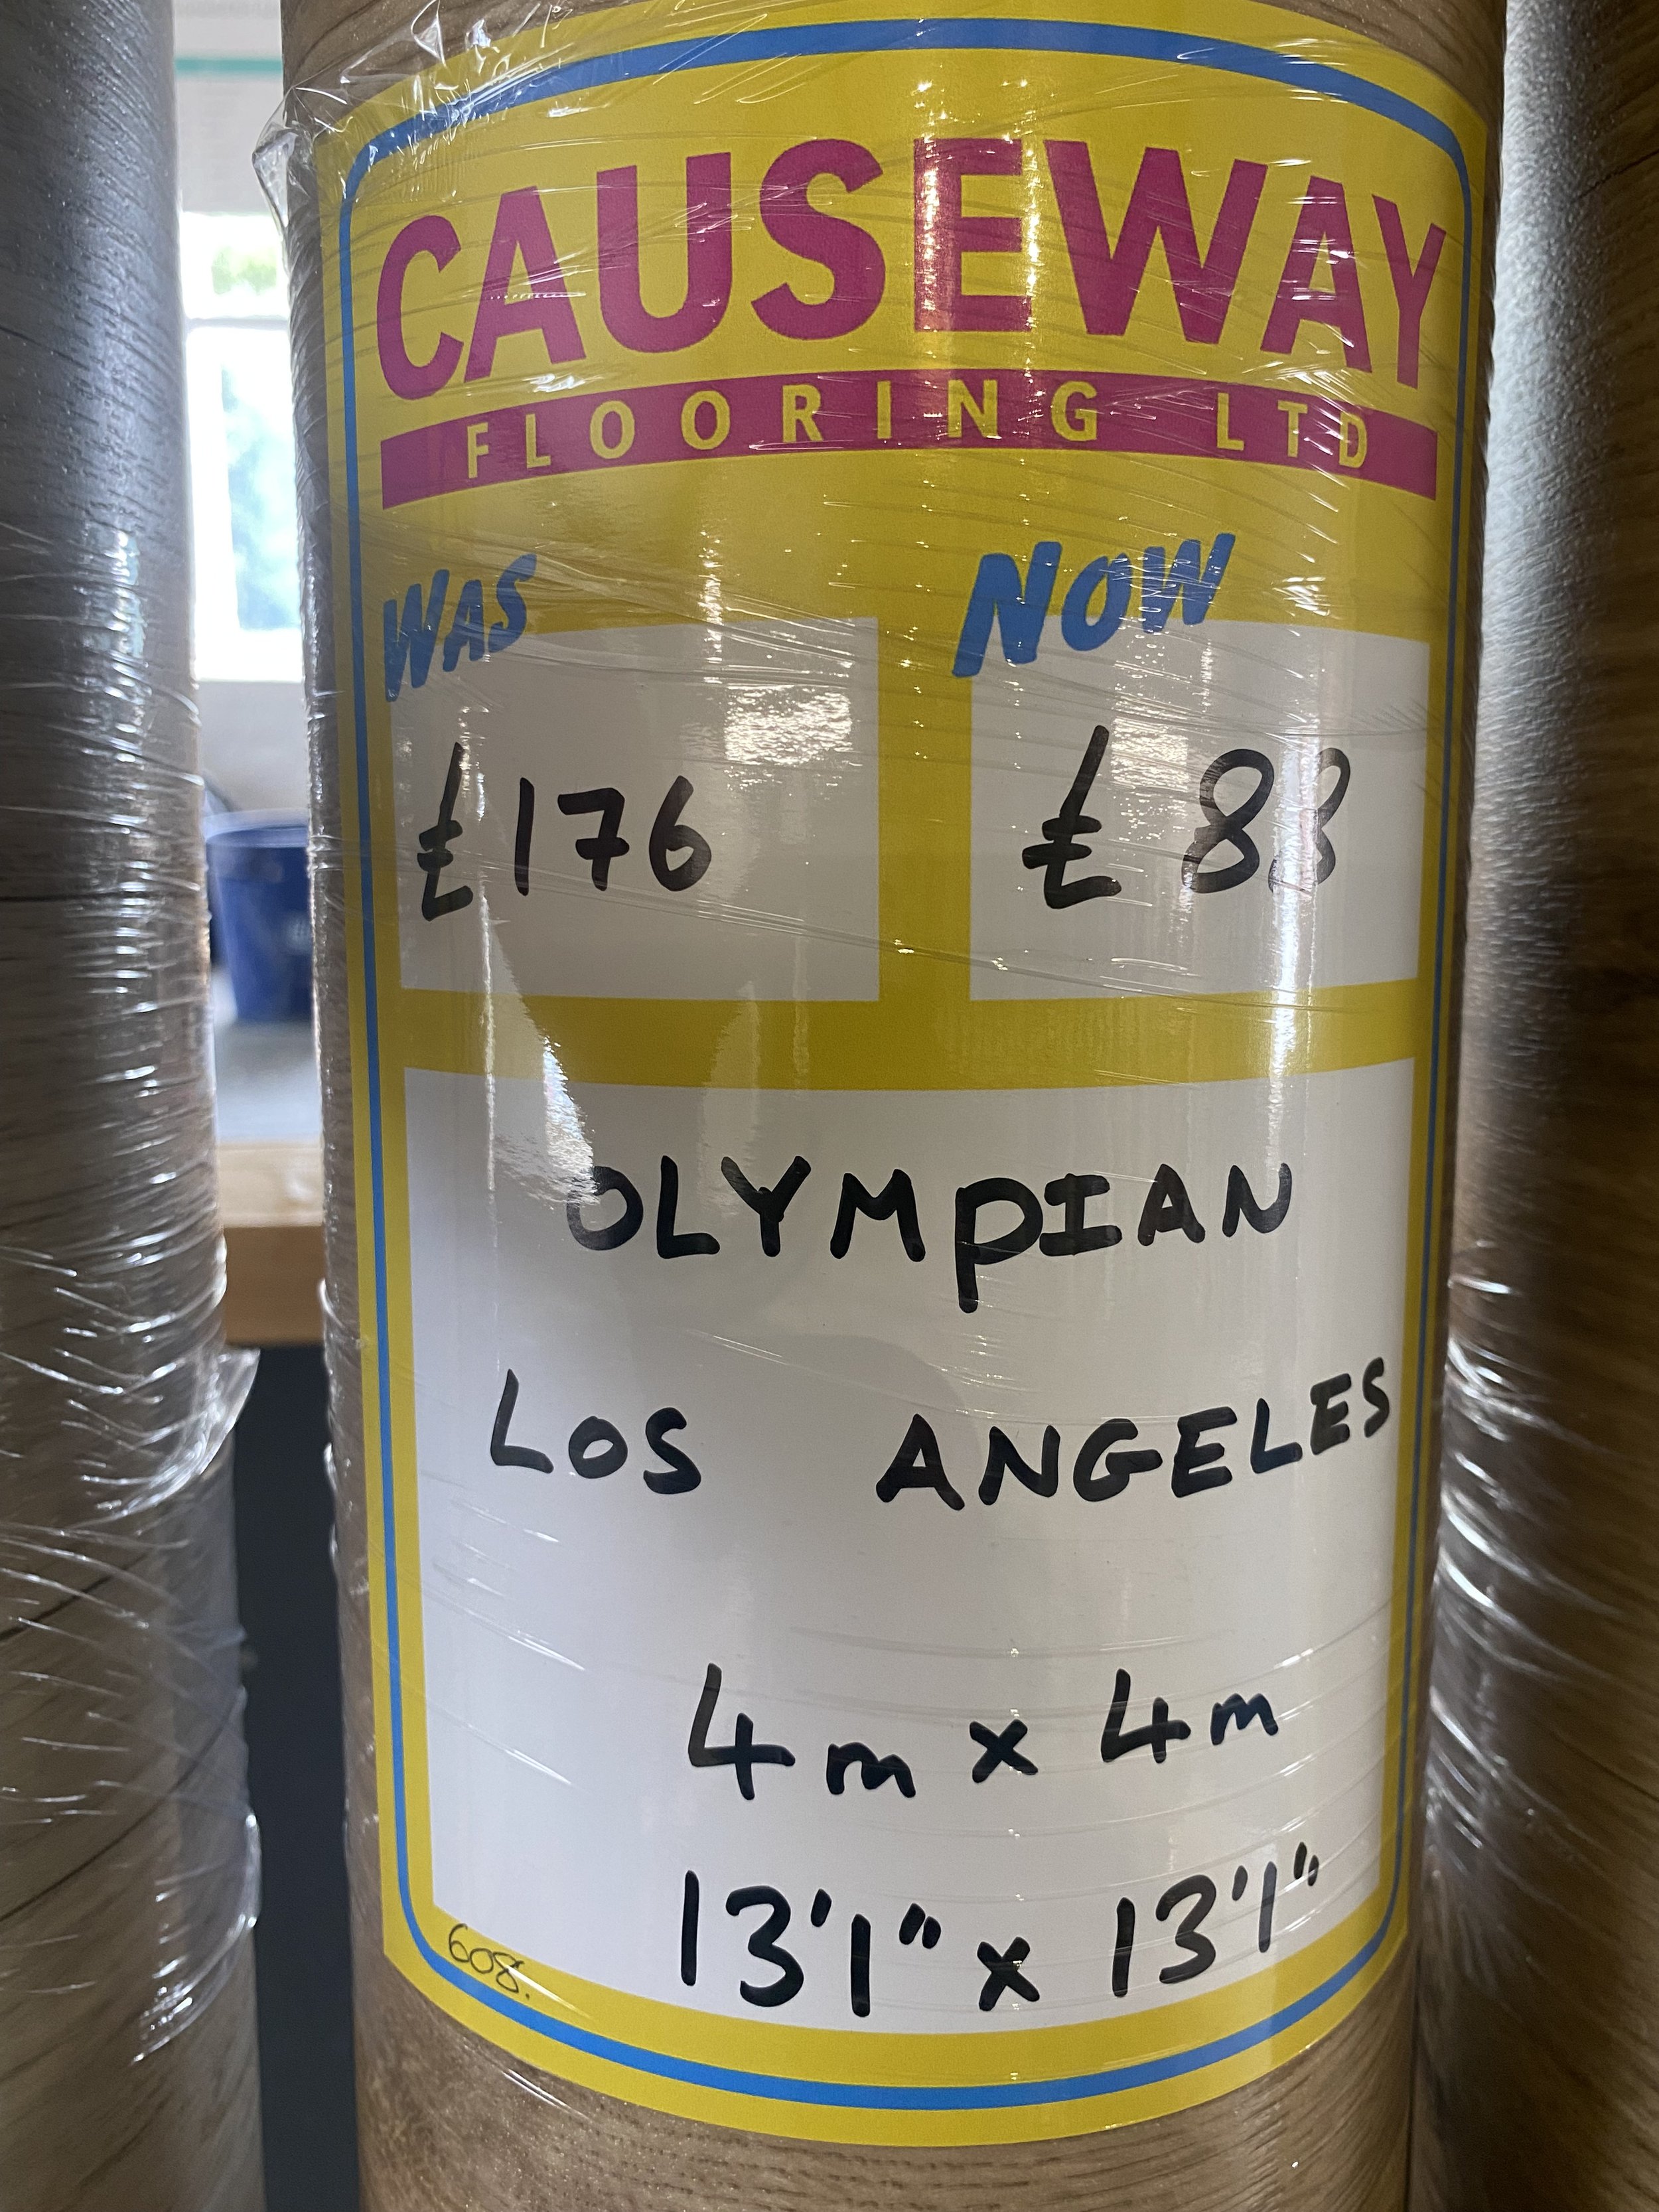 CAUSEWAY
FLOORING LTD
WAS NOW
£176 £88
OLYMPIAN
LOS ANGELES
4m x 4m
13'1" x 13'1"
608.